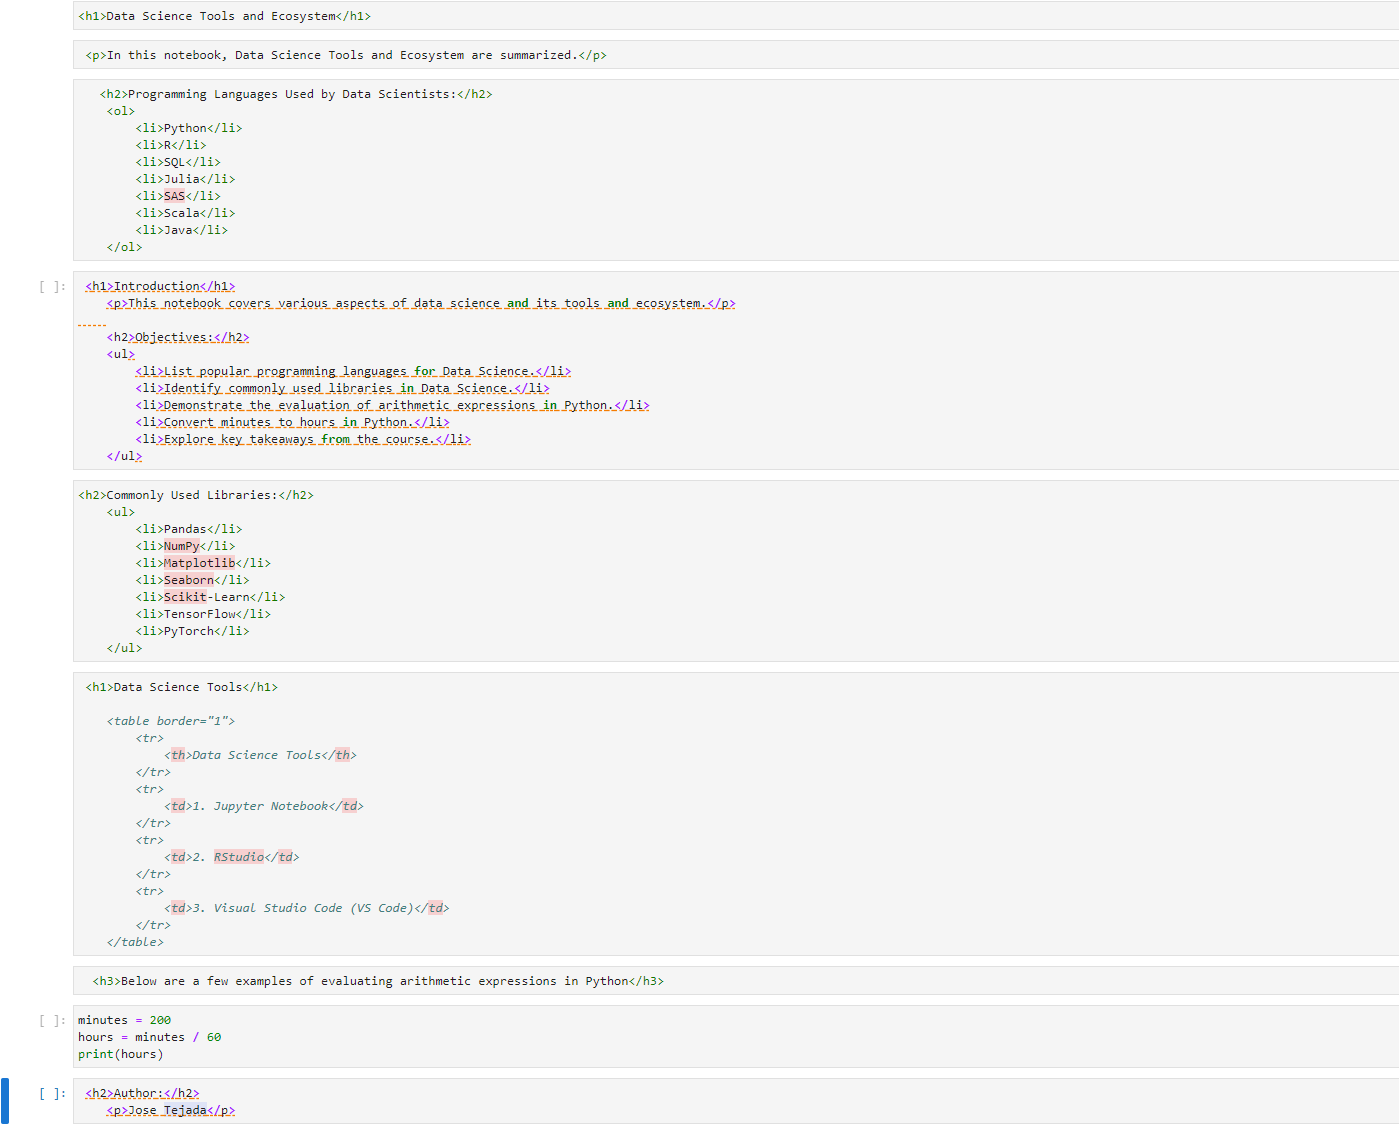 <h1>Data Science Tools and Ecosystem</h1>
<p>In this notebook, Data Science Tools and Ecosystem are summarized.</p>
<h2>Programming Languages Used by Data Scientists:</h2>
<ol>
<li>Python</li>
<li>R</li>
<li>SQL</li>
<li>Julia</li>
<li>SAS</li>
<li>Scala</li>
<li>Java</li>
</ol>
[ ]: <h1>Introduction</h1>
<p>This notebook covers various aspects of data science and its tools and ecosystem.</p>
<h2>Objectives:</h2>
<ul>
<li>List popular programming languages for Data Science.</li>
<li>Identify commonly used libraries in Data Science.</li>
<li>Demonstrate the evaluation of arithmetic expressions in Python.</li>
<li>Convert minutes to hours in Python.</li>
<li>Explore key takeaways from the course.</li>
</ul>
<h2>Commonly Used Libraries:</h2>
<ul>
<li>Pandas</li>
<li>NumPy</li>
<li>Matplotlib</li>
<li>Seaborn</li>
<li>Scikit-Learn</li>
<li>TensorFlow</li>
<li>PyTorch</li>
</ul>
<h1>Data Science Tools</h1>
<table border="1">
<tr>
<th>Data Science Tools</th>
</tr>
<tr>
<td>1. Jupyter Notebook</td>
</tr>
<tr>
<td>2. RStudio</td>
</tr>
<tr>
<td>3. Visual Studio Code (VS Code)</td>
</tr>
</table>
<h3>Below are a few examples of evaluating arithmetic expressions in Python</h3>
[ ]: minutes = 200
hours = minutes / 60
print(hours)
[ ]: <h2>Author:</h2>
<p>Jose Tejada</p>